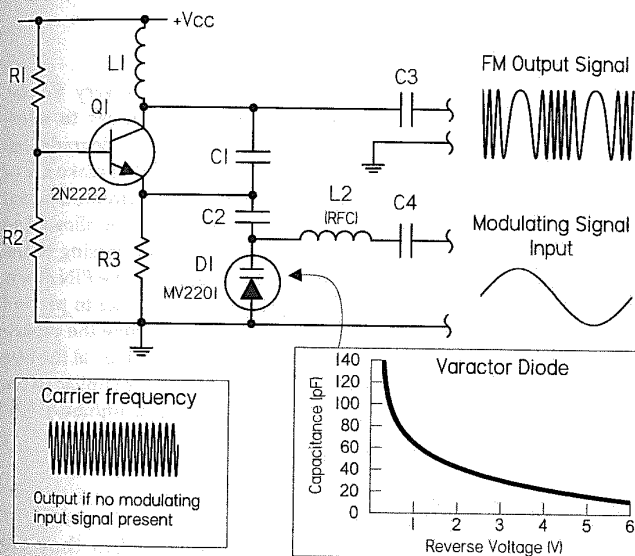 +Vcc
L1
R1
Q1
C3
FM Output Signal
C1
2N2222
L2
(RFC)
C4
C2
Modulating Signal
Input
R2
R3
D1
MV2201
Carrier frequency
Output if no modulating
input signal present
Varactor Diode
Capacitance (pF)
140
120
100
80
60
40
20
0
1
2
3
4
5
6
Reverse Voltage (V)